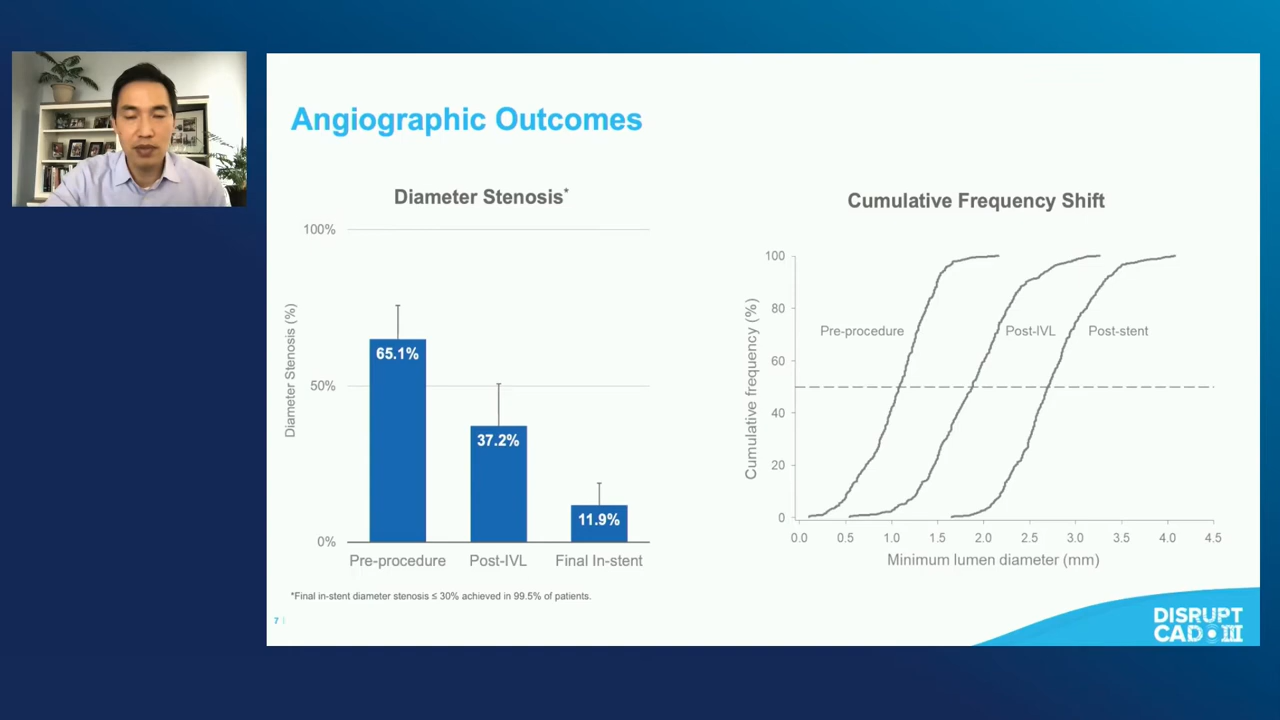 Angiographic Outcomes
Diameter Stenosis*
100%
50%
0%
Diameter Stenosis (%)
65.1%
37.2%
11.9%
Pre-procedure
Post-IVL
Final In-stent
*Final in-stent diameter stenosis ≤ 30% achieved in 99.5% of patients.
7 |
Cumulative Frequency Shift
100
80
60
40
20
0
Cumulative frequency (%)
Pre-procedure
Post-IVL
Post-stent
0.0 0.5 1.0 1.5 2.0 2.5 3.0 3.5 4.0 4.5
Minimum lumen diameter (mm)
DISRUPT
CAD III